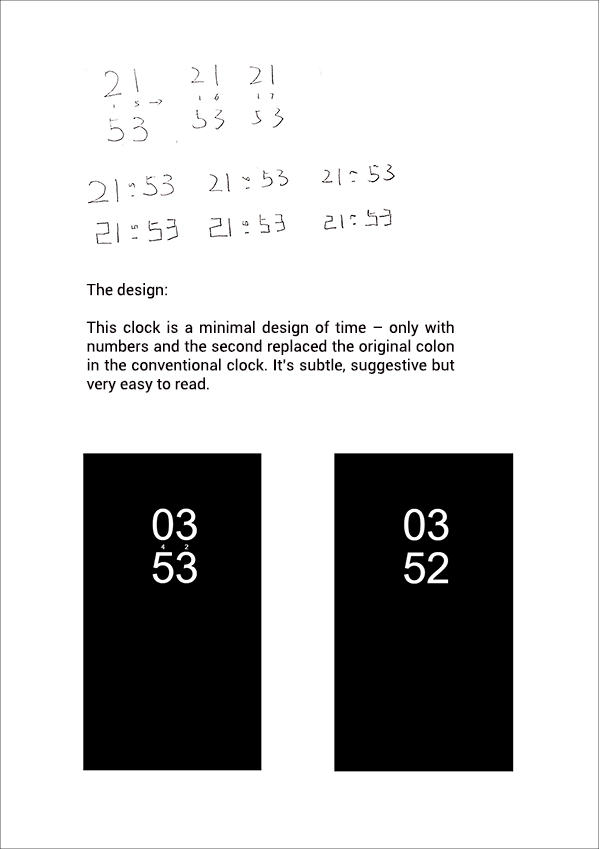 21 21 21
1 5 → 1 6 1 7
53 53 53
21:53 21:53 21:53
21:53 21:53 21:53
The design:
This clock is a minimal design of time – only with
numbers and the second replaced the original colon
in the conventional clock. It's subtle, suggestive but
very easy to read.
03
4 2
53
03
52